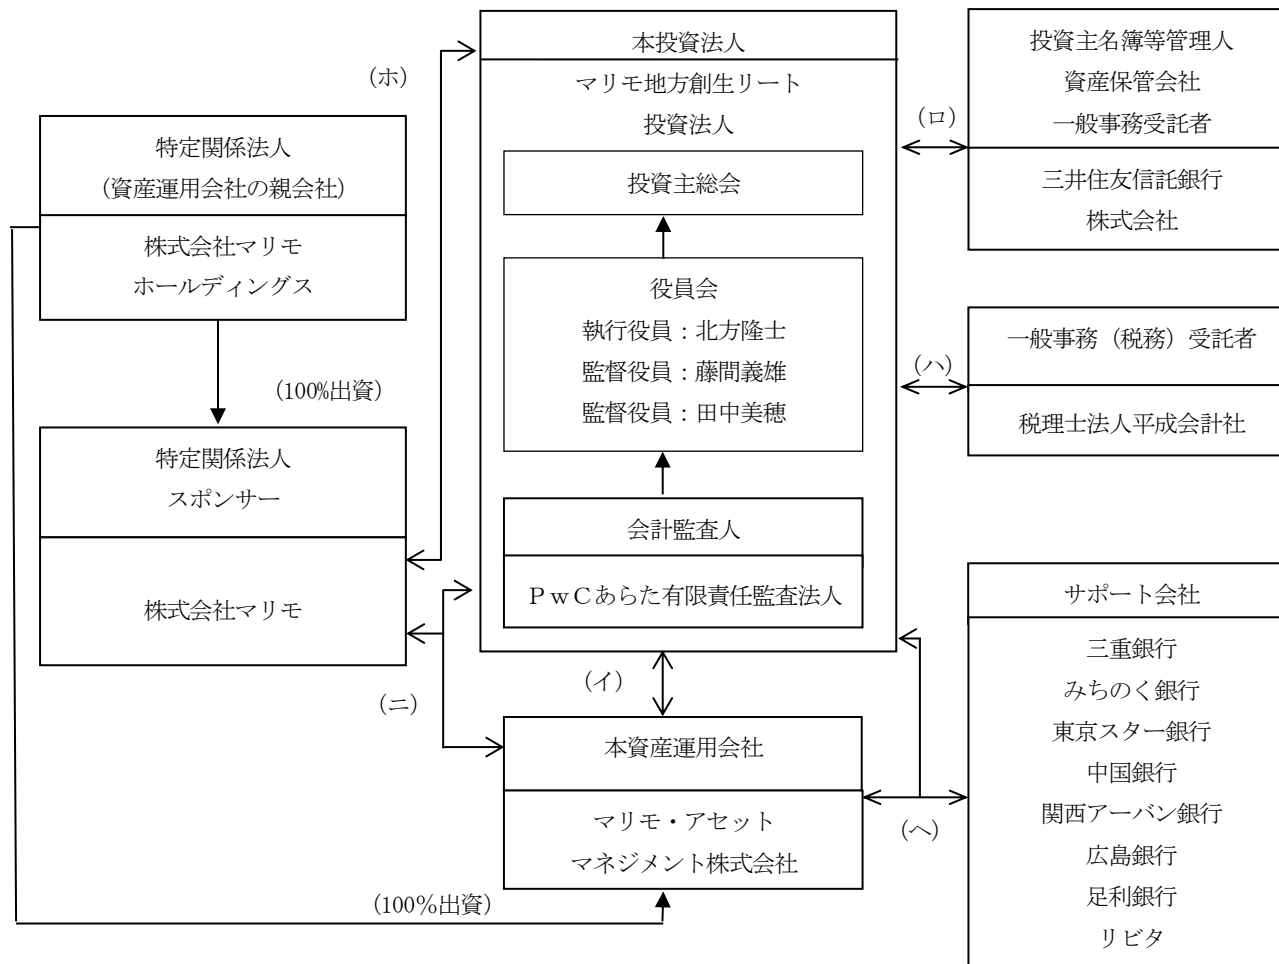 (ホ)
特定関係法人
(資産運用会社の親会社)
株式会社マリモ
ホールディングス
(100%出資)
特定関係法人
スポンサー
株式会社マリモ
(ニ)
(100%出資)
本投資法人
マリモ地方創生リート
投資法人
投資主総会
役員会
執行役員：北方隆士
監督役員：藤間義雄
監督役員：田中美穂
会計監査人
ＰｗＣあらた有限責任監査法人
(イ)
本資産運用会社
マリモ・アセット
マネジメント株式会社
(ロ)
投資主名簿等管理人
資産保管会社
一般事務受託者
三井住友信託銀行
株式会社
(ハ)
一般事務（税務）受託者
税理士法人平成会計社
(ヘ)
サポート会社
三重銀行
みちのく銀行
東京スター銀行
中国銀行
関西アーバン銀行
広島銀行
足利銀行
リビタ